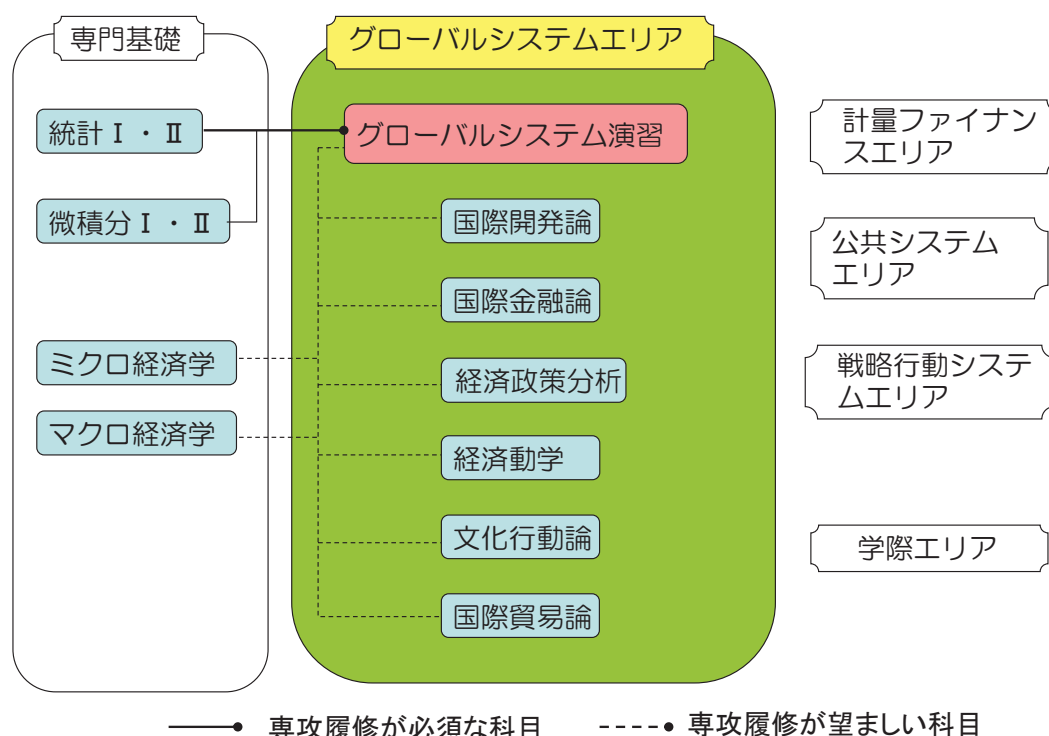 専門基礎
統計Ⅰ・Ⅱ
微積分Ⅰ・Ⅱ
ミクロ経済学
マクロ経済学
グローバルシステムエリア
グローバルシステム演習
国際開発論
国際金融論
経済政策分析
経済動学
文化行動論
国際貿易論
計量ファイナン
スエリア
公共システム
エリア
戦略行動システ
ムエリア
学際エリア
専攻履修が必須な科目
専攻履修が望ましい科目